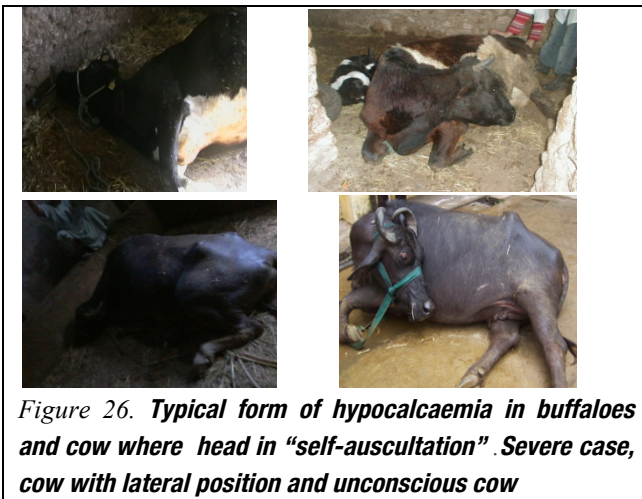 Figure 26. Typical form of hypocalcaemia in buffaloes
and cow where head in “self-auscultation” .Severe case,
cow with lateral position and unconscious cow